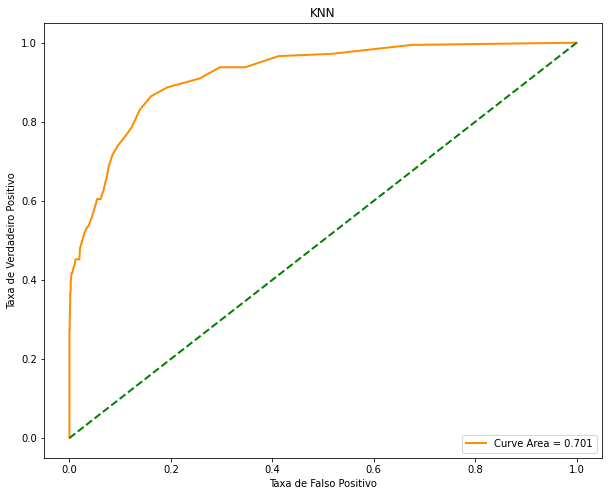 KNN
Taxa de Verdadeiro Positivo
1.0
0.8
0.6
0.4
0.2
0.0
0.0 0.2 0.4 0.6 0.8 1.0
Curve Area = 0.701
Taxa de Falso Positivo